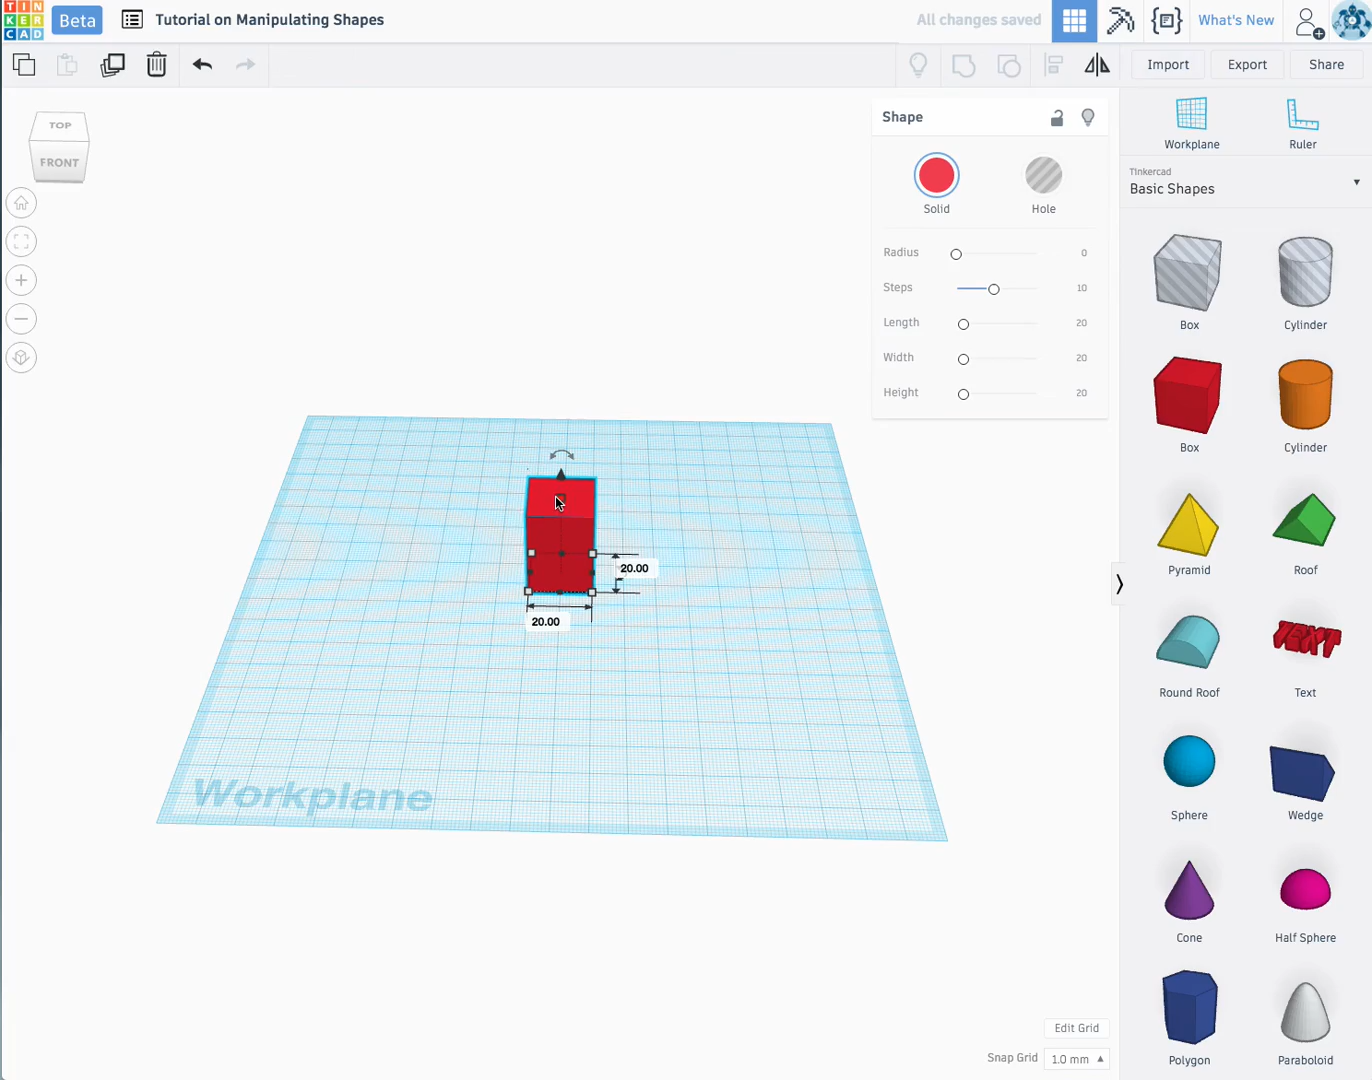 TIN
KER
CAD
Beta
Tutorial on Manipulating Shapes
All changes saved
What's New
Import
Export
Share
TOP
FRONT
Shape
Solid
Hole
Radius 0
Steps 10
Length 20
Width 20
Height 20
Workplane
Ruler
Tinkercad
Basic Shapes
Box
Cylinder
Box
Cylinder
Pyramid
Roof
TEXT
Round Roof
Text
Sphere
Wedge
Cone
Half Sphere
Polygon
Paraboloid
20.00
20.00
Workplane
Edit Grid
Snap Grid 1.0 mm